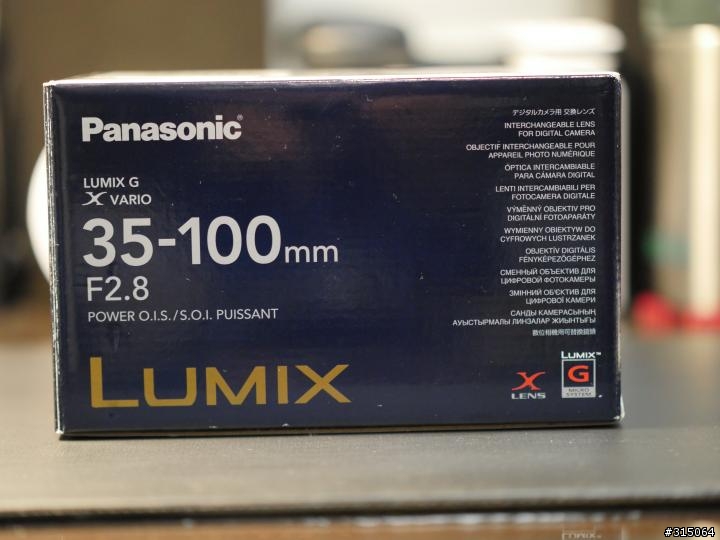 Panasonic®
LUMIX G
X VARIO
35-100mm
F2.8
POWER O.I.S./S.O.I. PUISSANT
LUMIX
デジタルカメラ用 交換レンズ
INTERCHANGEABLE LENS
FOR DIGITAL CAMERA
OBJECTIF INTERCHANGEABLE POUR
APPAREIL PHOTO NUMÉRIQUE
ÓPTICA INTERCAMBIABLE
PARA CÁMARA DIGITAL
LENTI INTERCAMBIABILI PER
FOTOCAMERA DIGITALE
VÝMĚNNÝ OBJEKTIV PRO
DIGITÁLNÍ FOTOAPARÁTY
WYMIENNY OBIEKTYW DO
CYFROWYCH LUSTRZANEK
OBJEKTÍV DIGITÁLIS
FÉNYKÉPEZŐGÉPHEZ
СМЕННЫЙ ОБЪЕКТИВ ДЛЯ
ЦИФРОВОЙ ФОТОКАМЕРЫ
ЗМІННИЙ ОБ'ЄКТИВ ДЛЯ
ЦИФРОВОЇ КАМЕРИ
САНДЫ КАМЕРАСЫНЫҢ
АУЫСТЫРМАЛЫ ЛИНЗАЛАР ЖИЫНТЫҒЫ
數位相機用可替換鏡頭
X
LENS
LUMIX™
G
MICRO
SYSTEM
#315064